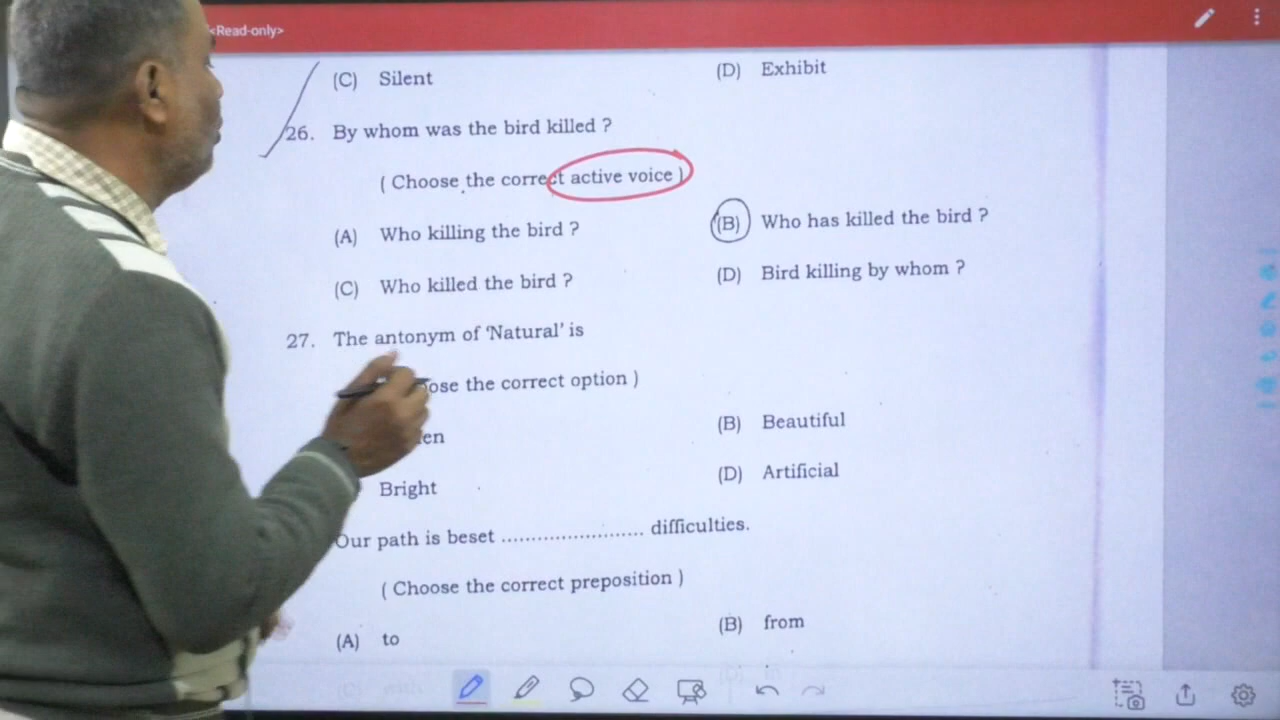 <Read-only>
(C) Silent (D) Exhibit
26. By whom was the bird killed ?
( Choose the correct active voice )
(A) Who killing the bird ? (B) Who has killed the bird ?
(C) Who killed the bird ? (D) Bird killing by whom ?
27. The antonym of ‘Natural’ is
ose the correct option )
en (B) Beautiful
Bright (D) Artificial
Our path is beset ........................ difficulties.
( Choose the correct preposition )
(A) to (B) from